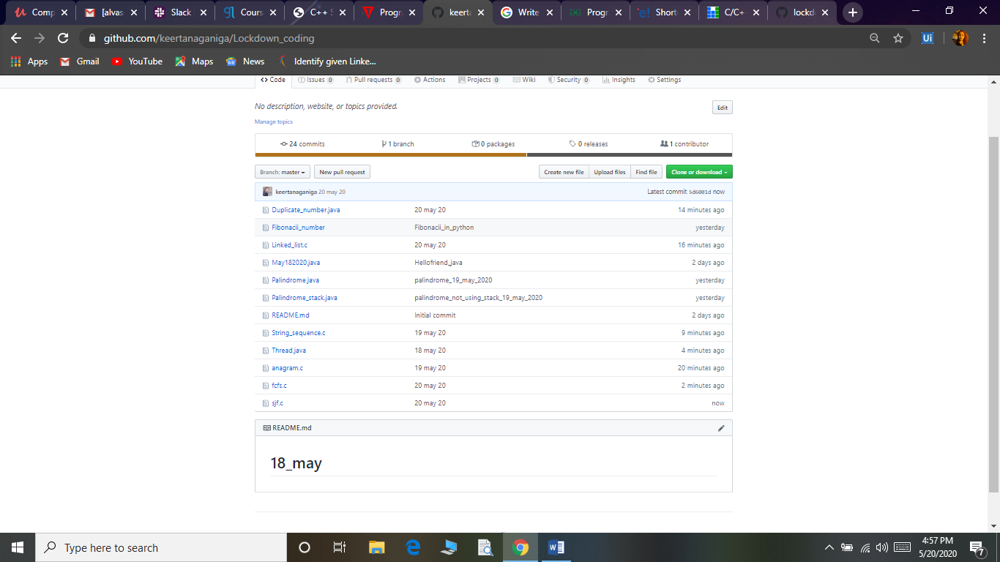 Comp [alvas Slack Cours C++ S Progra keerta Write Progr Short C/C+ lockd
github.com/keertanaganiga/Lockdown_coding Ui
Apps Gmail YouTube Maps News Identify given Linke...
Code Issues 0 Pull requests 0 Actions Projects 0 Wiki Security 0 Insights Settings
No description, website, or topics provided. Edit
Manage topics
24 commits 1 branch 0 packages 0 releases 1 contributor
Branch: master New pull request Create new file Upload files Find file Clone or download
keertanaganiga 20 may 20 Latest commit 5d6001d now
Duplicate_number.java 20 may 20 14 minutes ago
Fibonacii_number Fibonacii_in_python yesterday
Linked_list.c 20 may 20 16 minutes ago
May182020.java Hellofriend_java 2 days ago
Palindrome.java palindrome_19_may_2020 yesterday
Palindrome_stack.java palindrome_not_using_stack_19_may_2020 yesterday
README.md Initial commit 2 days ago
String_sequence.c 19 may 20 9 minutes ago
Thread.java 18 may 20 4 minutes ago
anagram.c 19 may 20 20 minutes ago
fcfs.c 20 may 20 2 minutes ago
sjf.c 20 may 20 now
README.md
18_may
Type here to search 4:57 PM
5/20/2020 7